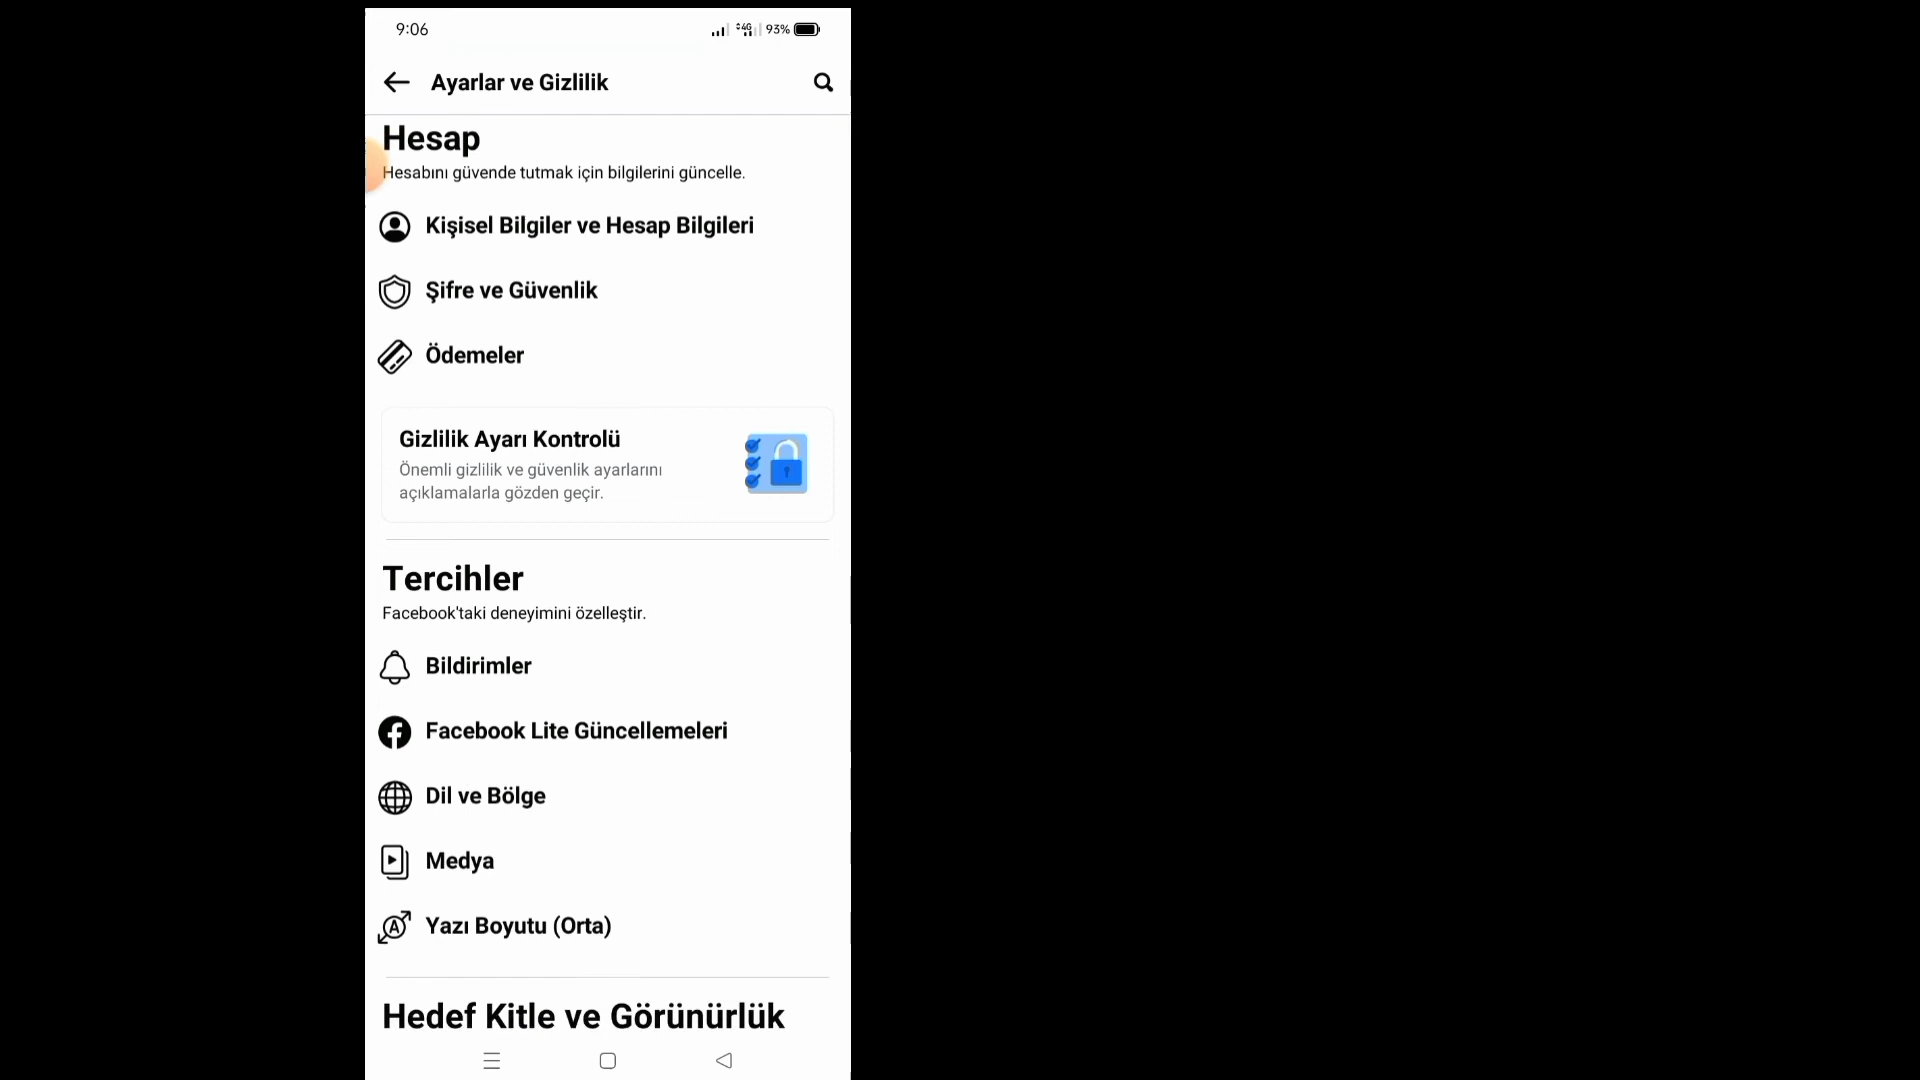 9:06
4G 93%
Ayarlar ve Gizlilik
Hesap
Hesabını güvende tutmak için bilgilerini güncelle.
Kişisel Bilgiler ve Hesap Bilgileri
Şifre ve Güvenlik
Ödemeler
Gizlilik Ayarı Kontrolü
Önemli gizlilik ve güvenlik ayarlarını
açıklamalarla gözden geçir.
Tercihler
Facebook'taki deneyimini özelleştir.
Bildirimler
Facebook Lite Güncellemeleri
Dil ve Bölge
Medya
Yazı Boyutu (Orta)
Hedef Kitle ve Görünürlük